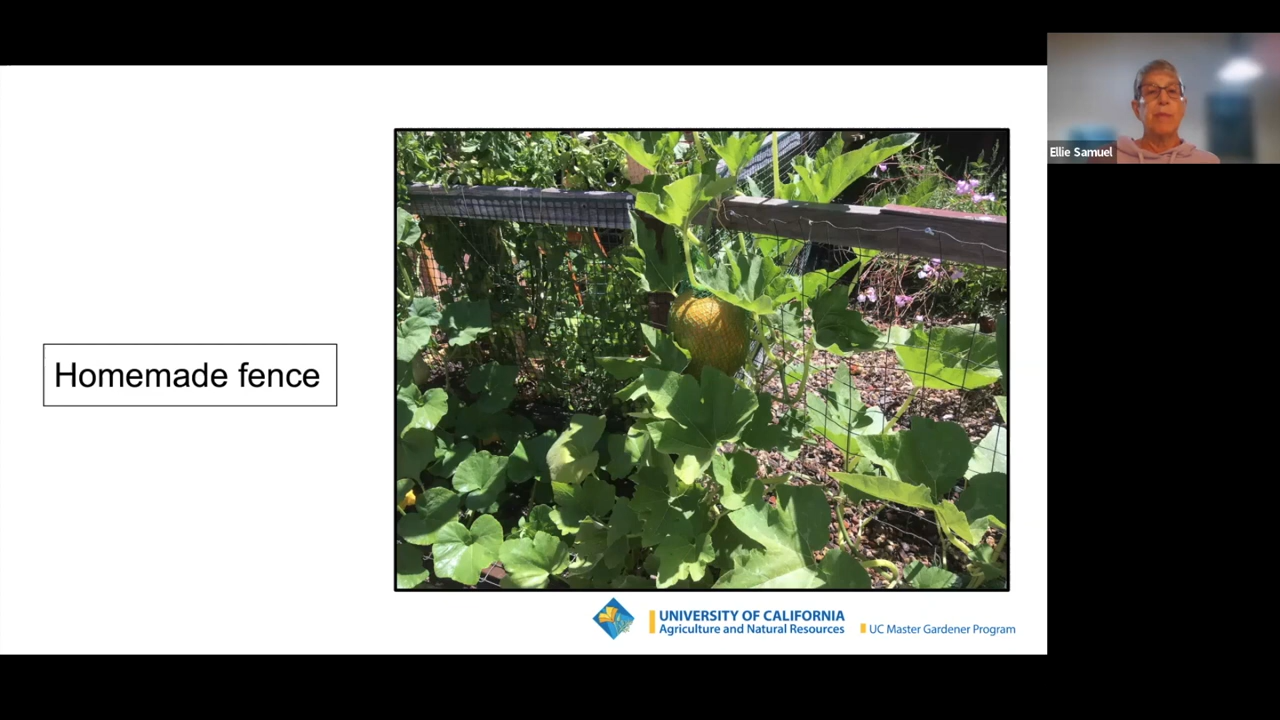 Ellie Samuel
Homemade fence
UNIVERSITY OF CALIFORNIA
Agriculture and Natural Resources
UC Master Gardener Program